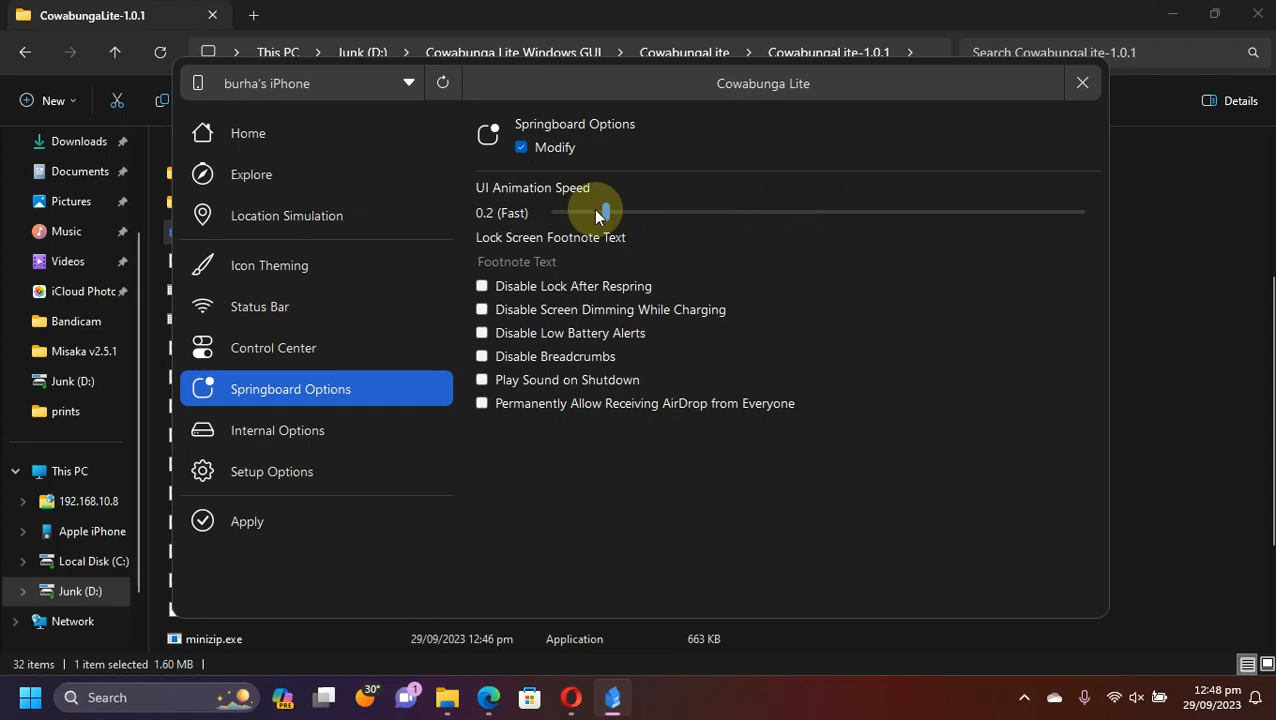 CowabungaLite-1.0.1
This PC > Junk (D:) > Cowabunga Lite Windows GUI > CowabungaLite > CowabungaLite-1.0.1 >
Search CowabungaLite-1.0.1
New
Details
Downloads
Documents
Pictures
Music
Videos
iCloud Photc
Bandicam
Misaka v2.5.1
Junk (D:)
prints
This PC
192.168.10.8
Apple iPhone
Local Disk (C:)
Junk (D:)
Network
burha's iPhone
Cowabunga Lite
Home
Explore
Location Simulation
Icon Theming
Status Bar
Control Center
Springboard Options
Internal Options
Setup Options
Apply
Springboard Options
Modify
UI Animation Speed
0.2 (Fast)
Lock Screen Footnote Text
Footnote Text
Disable Lock After Respring
Disable Screen Dimming While Charging
Disable Low Battery Alerts
Disable Breadcrumbs
Play Sound on Shutdown
Permanently Allow Receiving AirDrop from Everyone
minizip.exe 29/09/2023 12:46 pm Application 663 KB
32 items | 1 item selected 1.60 MB |
Search
PRE
30°
1
12:48 pm
29/09/2023